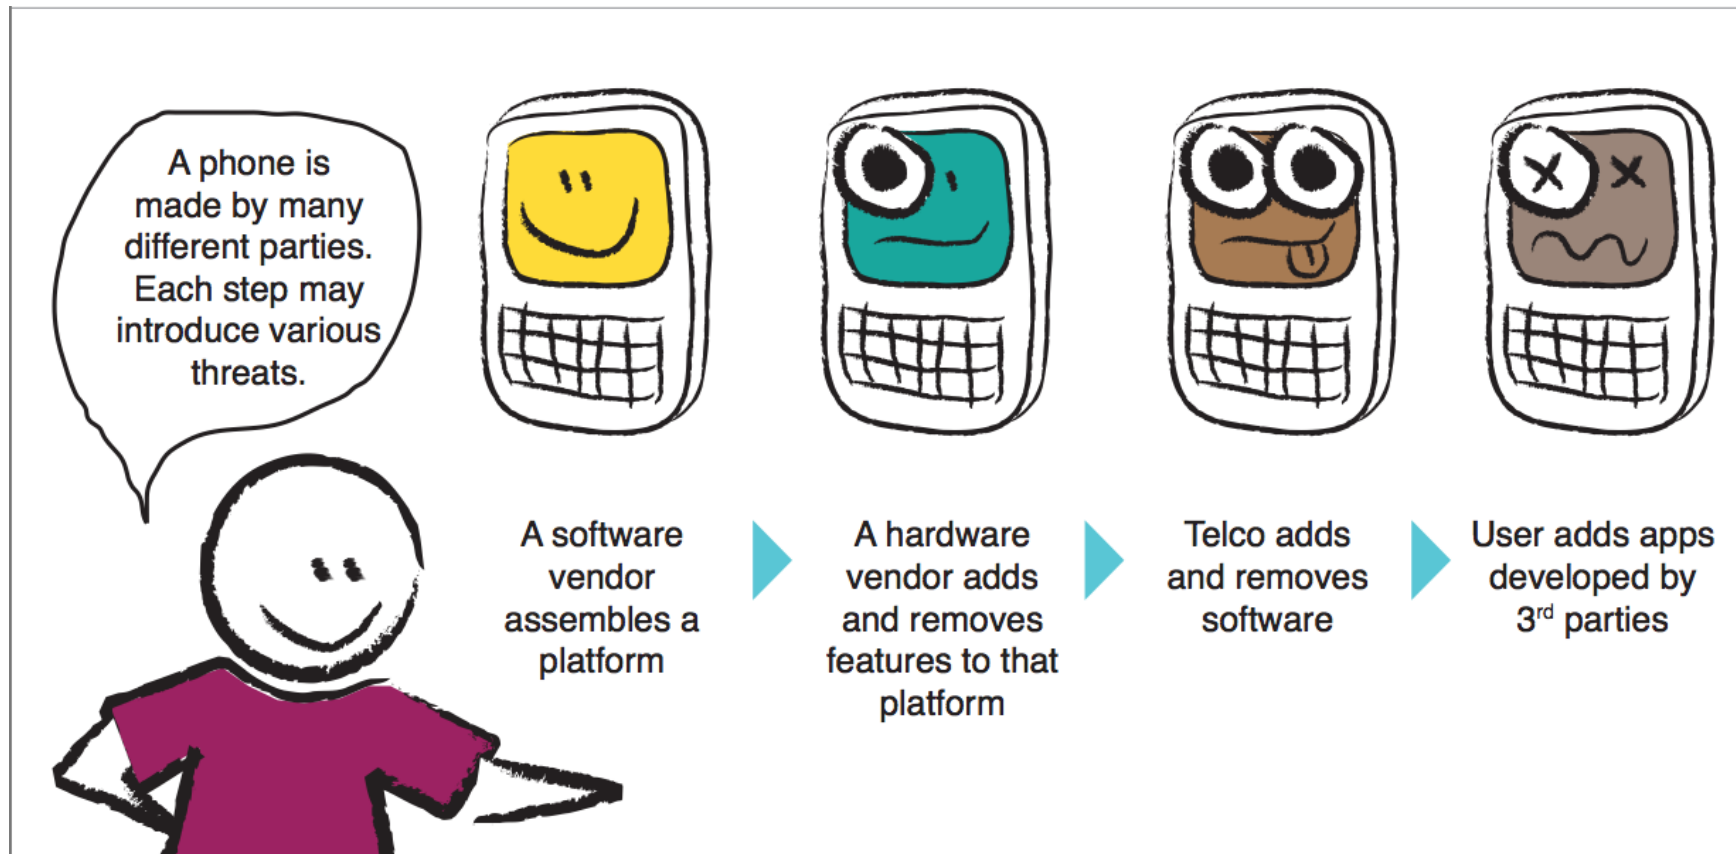 A phone is
made by many
different parties.
Each step may
introduce various
threats.
A software
vendor
assembles a
platform
A hardware
vendor adds
and removes
features to that
platform
Telco adds
and removes
software
User adds apps
developed by
3rd parties